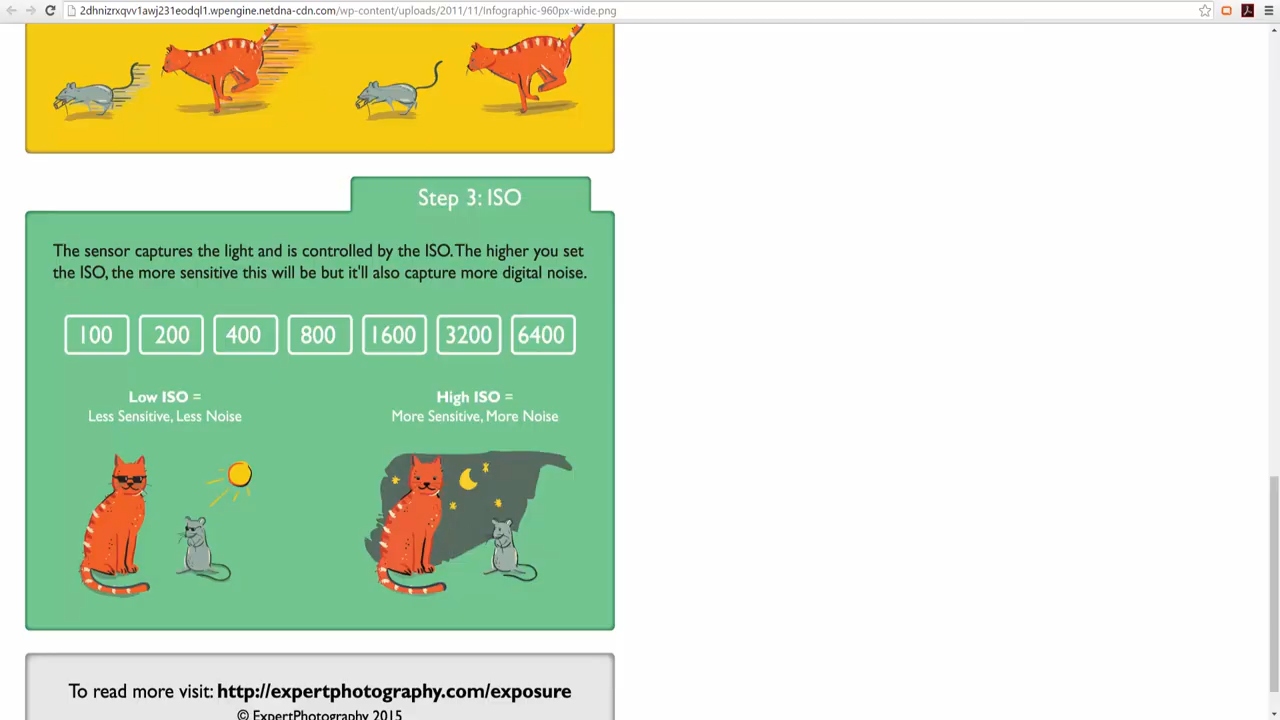 2dhnizrxqvv1awj231eodql1.wpengine.netdna-cdn.com/wp-content/uploads/2011/11/Infographic-960px-wide.png
Step 3: ISO
The sensor captures the light and is controlled by the ISO. The higher you set
the ISO, the more sensitive this will be but it'll also capture more digital noise.
100 200 400 800 1600 3200 6400
Low ISO =
Less Sensitive, Less Noise
High ISO =
More Sensitive, More Noise
To read more visit: http://expertphotography.com/exposure
© ExpertPhotography 2015